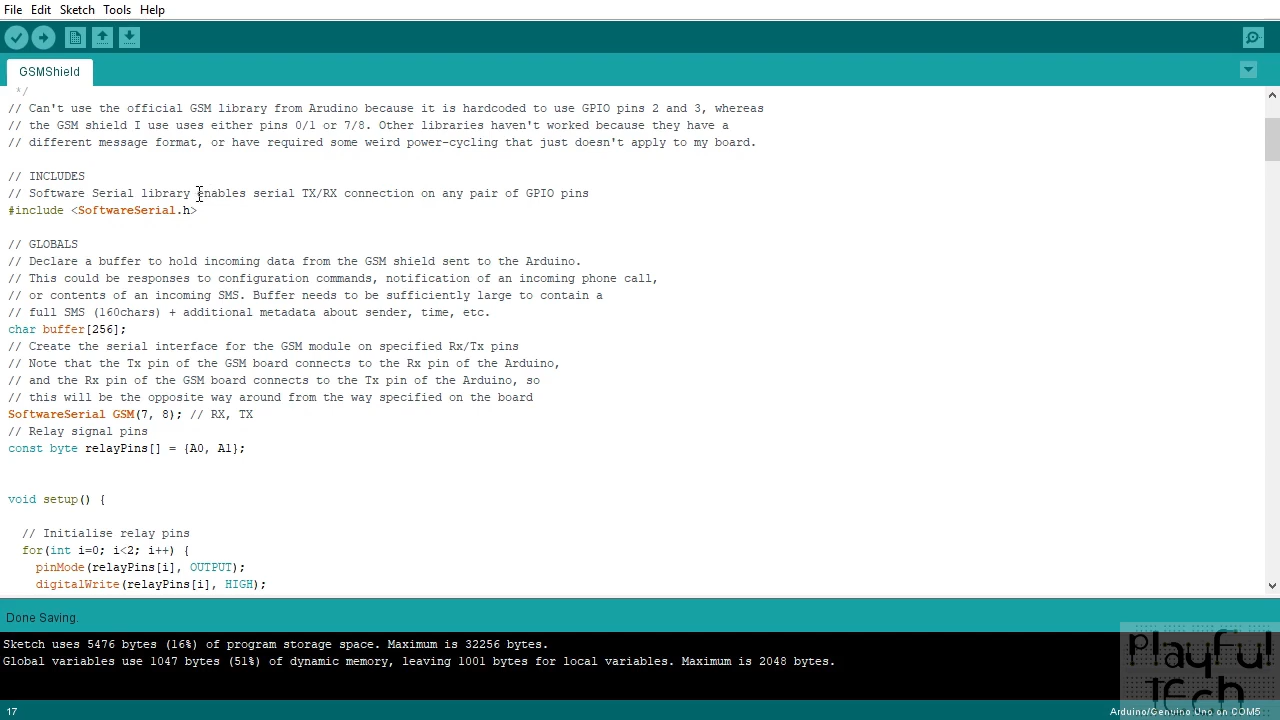 File Edit Sketch Tools Help
GSMShield
*/
// Can't use the official GSM library from Arudino because it is hardcoded to use GPIO pins 2 and 3, whereas
// the GSM shield I use uses either pins 0/1 or 7/8. Other libraries haven't worked because they have a
// different message format, or have required some weird power-cycling that just doesn't apply to my board.
// INCLUDES
// Software Serial library enables serial TX/RX connection on any pair of GPIO pins
#include <SoftwareSerial.h>
// GLOBALS
// Declare a buffer to hold incoming data from the GSM shield sent to the Arduino.
// This could be responses to configuration commands, notification of an incoming phone call,
// or contents of an incoming SMS. Buffer needs to be sufficiently large to contain a
// full SMS (160chars) + additional metadata about sender, time, etc.
char buffer[256];
// Create the serial interface for the GSM module on specified Rx/Tx pins
// Note that the Tx pin of the GSM board connects to the Rx pin of the Arduino,
// and the Rx pin of the GSM board connects to the Tx pin of the Arduino, so
// this will be the opposite way around from the way specified on the board
SoftwareSerial GSM(7, 8); // RX, TX
// Relay signal pins
const byte relayPins[] = {A0, A1};
void setup() {
// Initialise relay pins
for(int i=0; i<2; i++) {
pinMode(relayPins[i], OUTPUT);
digitalWrite(relayPins[i], HIGH);
Done Saving.
Sketch uses 5476 bytes (16%) of program storage space. Maximum is 32256 bytes.
Global variables use 1047 bytes (51%) of dynamic memory, leaving 1001 bytes for local variables. Maximum is 2048 bytes.
Playful
Tech
17
Arduino/Genuino Uno on COM5